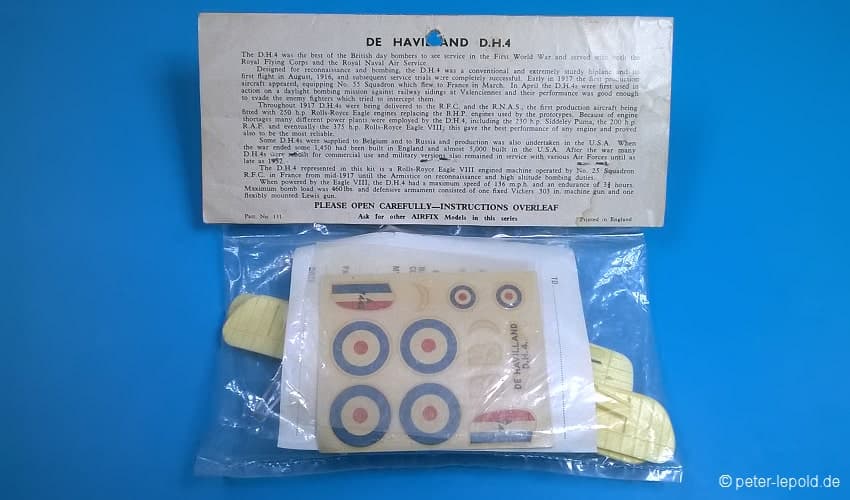 DE HAVILLAND D.H.4
The D.H.4 was the best of the British day bombers to see service in the First World War and served with both the
Royal Flying Corps and the Royal Naval Air Service.
Designed for reconnaissance and bombing, the D.H.4 was a conventional and extremely sturdy biplane and its
first flight in August, 1916, and subsequent service trials were completely successful. Early in 1917 the first production
aircraft appeared, equipping No. 55 Squadron which flew to France in March. In April the D.H.4s were first used in
action on a daylight bombing mission against railway sidings at Valenciennes and their performance was good enough
to evade the enemy fighters which tried to intercept them.
Throughout 1917 D.H.4s were being delivered to the R.F.C. and the R.N.A.S., the first production aircraft being
fitted with 250 h.p. Rolls-Royce Eagle engines replacing the B.H.P. engines used by the prototypes. Because of engine
shortages many different power plants were employed by the D.H.4, including the 230 h.p. Siddeley Puma, the 200 h.p.
R.A.F. and eventually the 375 h.p. Rolls-Royce Eagle VIII; this gave the best performance of any engine and proved
also to be the most reliable.
Some D.H.4s were supplied to Belgium and to Russia and production was also undertaken in the U.S.A. When
the war ended some 1,450 had been built in England and almost 5,000 built in the U.S.A. After the war many
D.H.4s were for commercial use and military versions also remained in service with various Air Forces until as
late as 1932.
The D.H.4 represented in this kit is a Rolls-Royce Eagle VIII engined machine operated by No. 25 Squadron
R.F.C. in France from mid-1917 until the Armistice on reconnaissance and high altitude bombing duties.
When powered by the Eagle VIII, the D.H.4 had a maximum speed of 136 m.p.h. and an endurance of 3¾ hours.
Maximum bomb load was 460lbs. and defensive armament consisted of one fixed Vickers .303 in. machine gun and one
flexibly mounted Lewis gun.
PLEASE OPEN CAREFULLY—INSTRUCTIONS OVERLEAF
Patt. No. 131. Ask for other AIRFIX Models in this series Printed in England
DE HAVILLAND
D.H.4.
© peter-lepold.de